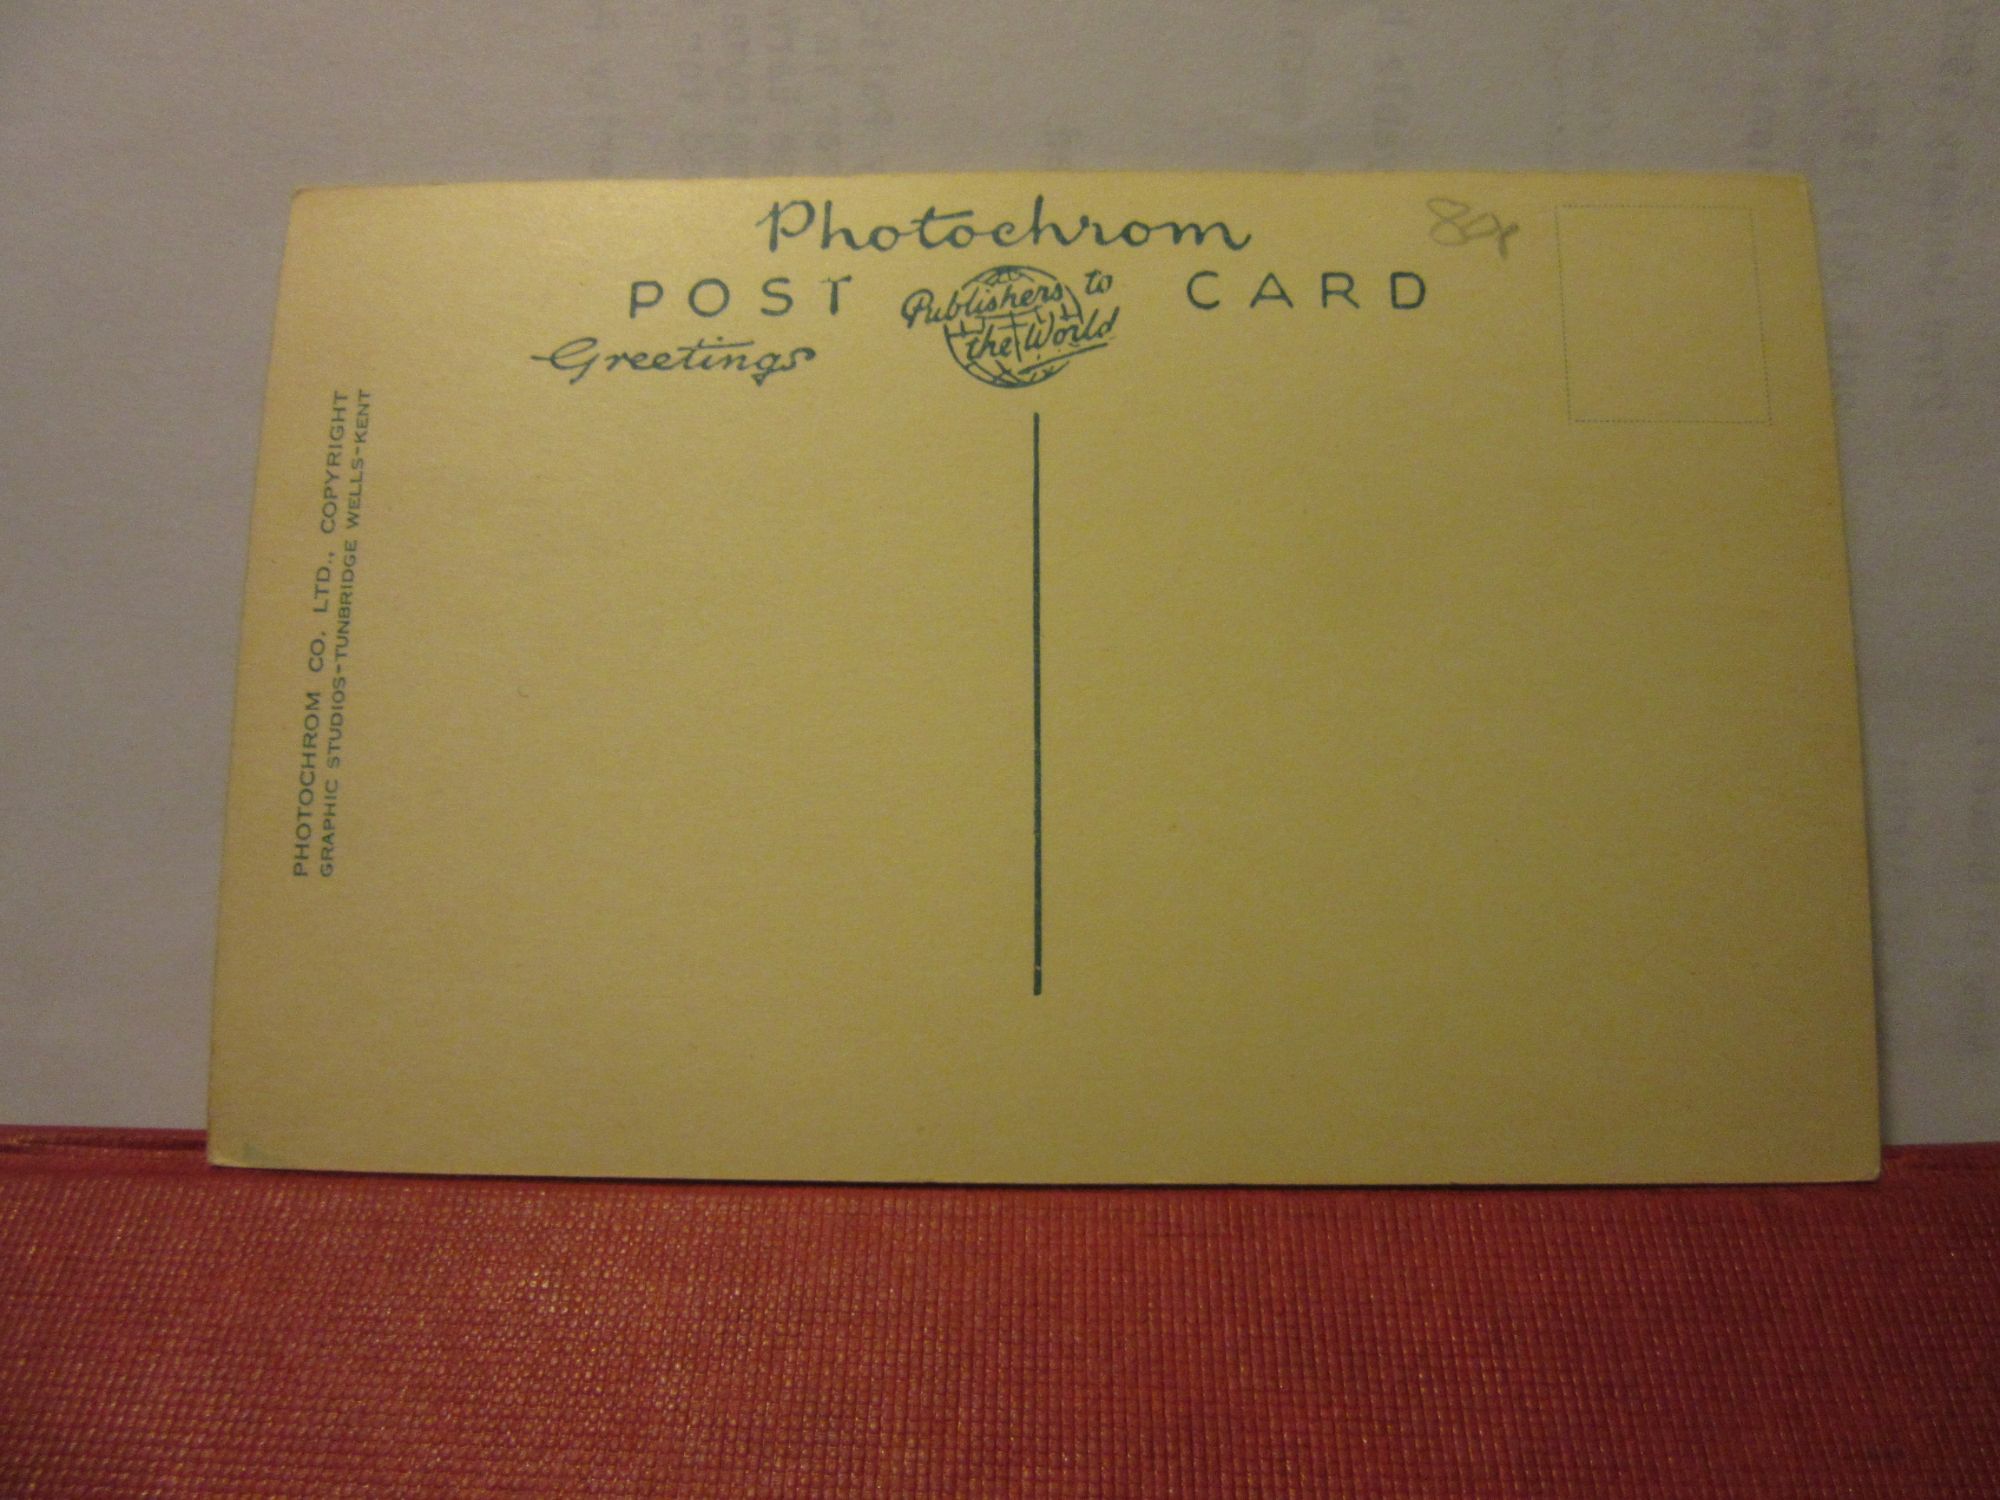 Photochrom
POST CARD
Publishers to
the World
Greetings
PHOTOCHROM CO. LTD., COPYRIGHT
GRAPHIC STUDIOS-TUNBRIDGE WELLS-KENT